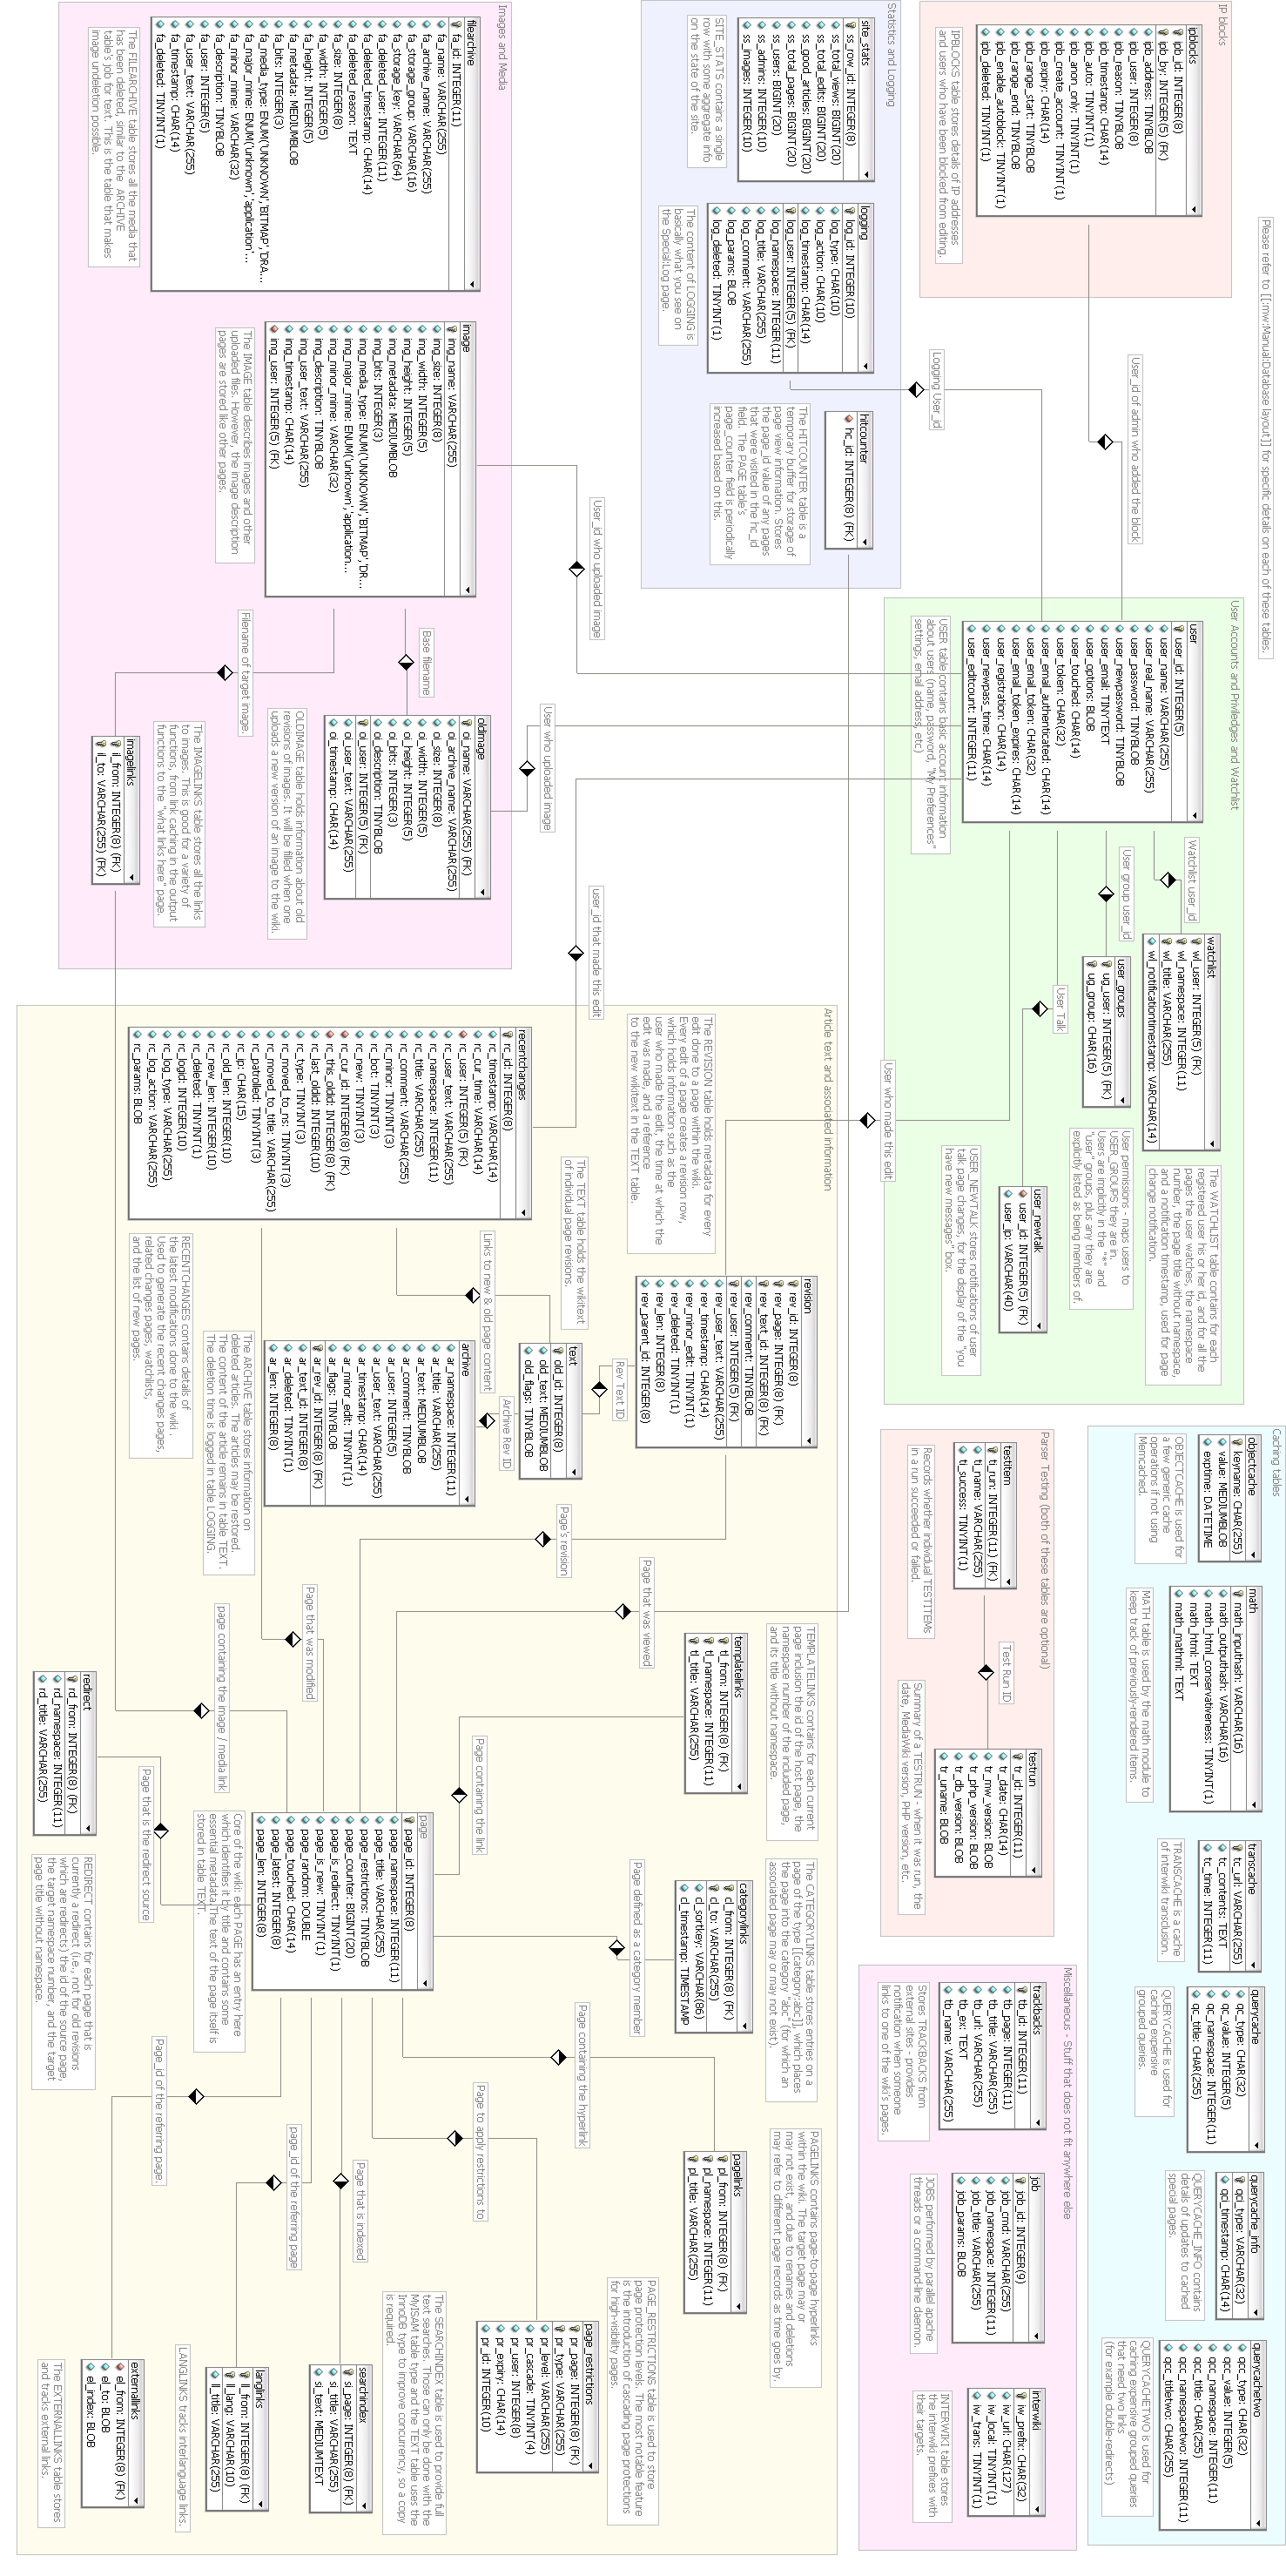 Please refer to [[:mw:Manual:Database layout]] for specific details on each of these tables.
IP blocks
ipblocks
ipb_id: INTEGER(8)
ipb_by: INTEGER(5) (FK)
ipb_address: TINYBLOB
ipb_user: INTEGER(8)
ipb_reason: TINYBLOB
ipb_timestamp: CHAR(14)
ipb_auto: TINYINT(1)
ipb_anon_only: TINYINT(1)
ipb_create_account: TINYINT(1)
ipb_expiry: CHAR(14)
ipb_range_start: TINYBLOB
ipb_range_end: TINYBLOB
ipb_enable_autoblock: TINYINT(1)
ipb_deleted: TINYINT(1)
IPBLOCKS table stores details of IP addresses
and users who have been blocked from editing.
User_id of admin who added the block
Statistics and Logging
site_stats
ss_row_id: INTEGER(8)
ss_total_views: BIGINT(20)
ss_total_edits: BIGINT(20)
ss_good_articles: BIGINT(20)
ss_total_pages: BIGINT(20)
ss_users: BIGINT(20)
ss_admins: INTEGER(10)
ss_images: INTEGER(10)
SITE_STATS contains a single
row with some aggregate info
on the state of the site.
logging
log_id: INTEGER(10)
log_type: CHAR(10)
log_action: CHAR(10)
log_timestamp: CHAR(14)
log_user: INTEGER(5) (FK)
log_namespace: INTEGER(11)
log_title: VARCHAR(255)
log_comment: VARCHAR(255)
log_params: BLOB
log_deleted: TINYINT(1)
The content of LOGGING is
basically what you see on
the Special:Log page.
Logging User_id
hitcounter
hc_id: INTEGER(8) (FK)
The HITCOUNTER table is a
temporary buffer for storage of
page view information. Stores
the page_id value of any pages
that were visited in the hc_id
field. The PAGE table's
page_counter field is periodically
increased based on this.
Images and Media
filearchive
fa_id: INTEGER(11)
fa_name: VARCHAR(255)
fa_archive_name: VARCHAR(255)
fa_storage_group: VARCHAR(16)
fa_storage_key: VARCHAR(64)
fa_deleted_user: INTEGER(11)
fa_deleted_timestamp: CHAR(14)
fa_deleted_reason: TEXT
fa_size: INTEGER(8)
fa_width: INTEGER(5)
fa_height: INTEGER(5)
fa_metadata: MEDIUMBLOB
fa_bits: INTEGER(3)
fa_media_type: ENUM('UNKNOWN','BITMAP','DRA...
fa_major_mime: ENUM('unknown','application'...
fa_minor_mime: VARCHAR(32)
fa_description: TINYBLOB
fa_user: INTEGER(5)
fa_user_text: VARCHAR(255)
fa_timestamp: CHAR(14)
fa_deleted: TINYINT(1)
The FILEARCHIVE table stores all the media that
has been deleted, similar to the ARCHIVE
table's job for text. This is the table that makes
image undeletion possible.
image
img_name: VARCHAR(255)
img_size: INTEGER(8)
img_width: INTEGER(5)
img_height: INTEGER(5)
img_metadata: MEDIUMBLOB
img_bits: INTEGER(3)
img_media_type: ENUM('UNKNOWN','BITMAP','DR...
img_major_mime: ENUM('unknown','application...
img_minor_mime: VARCHAR(32)
img_description: TINYBLOB
img_user_text: VARCHAR(255)
img_timestamp: CHAR(14)
img_user: INTEGER(5) (FK)
The IMAGE table describes images and other
uploaded files. However, the image description
pages are stored like other pages.
User_id who uploaded image
Base filename
Filename of target image.
oldimage
oi_name: VARCHAR(255) (FK)
oi_archive_name: VARCHAR(255)
oi_size: INTEGER(8)
oi_width: INTEGER(5)
oi_height: INTEGER(5)
oi_bits: INTEGER(3)
oi_description: TINYBLOB
oi_user: INTEGER(5) (FK)
oi_user_text: VARCHAR(255)
oi_timestamp: CHAR(14)
OLDIMAGE table holds information about old
revisions of images. It will be filled when one
uploads a new version of an image to the wiki.
User who uploaded image
imagelinks
il_from: INTEGER(8) (FK)
il_to: VARCHAR(255) (FK)
The IMAGELINKS table stores all the links
to images. This is good for a variety of
functions, from link caching in the output
functions to the "what links here" page.
User Accounts and Priviledges and Watchlist
user
user_id: INTEGER(5)
user_name: VARCHAR(255)
user_real_name: VARCHAR(255)
user_password: TINYBLOB
user_newpassword: TINYBLOB
user_email: TINYTEXT
user_options: BLOB
user_touched: CHAR(14)
user_token: CHAR(32)
user_email_authenticated: CHAR(14)
user_email_token: CHAR(32)
user_email_token_expires: CHAR(14)
user_registration: CHAR(14)
user_newpass_time: CHAR(14)
user_editcount: INTEGER(11)
USER table contains basic account information
about users (name, password, "My Preferences"
settings, email address, etc)
Watchlist user_id
watchlist
wl_user: INTEGER(5) (FK)
wl_namespace: INTEGER(11)
wl_title: VARCHAR(255)
wl_notificationtimestamp: VARCHAR(14)
The WATCHLIST table contains for each
registered user his or her id, and for all the
pages the user watches, the namespace
number, the page title without namespace,
and a notification timestamp, used for page
change notification.
User group user_id
user_groups
ug_user: INTEGER(5) (FK)
ug_group: CHAR(16)
User permissions - maps users to
USER_GROUPS they are in.
Users are implicitly in the "*" and
"user" groups, plus any they are
explicitly listed as being members of.
User Talk
user_newtalk
user_id: INTEGER(5) (FK)
user_ip: VARCHAR(40)
USER_NEWTALK stores notifications of user
talk page changes, for the display of the "you
have new messages" box.
User who made this edit
user_id that made this edit
Article text and associated information
recentchanges
rc_id: INTEGER(8)
rc_timestamp: VARCHAR(14)
rc_cur_time: VARCHAR(14)
rc_user: INTEGER(5) (FK)
rc_user_text: VARCHAR(255)
rc_namespace: INTEGER(11)
rc_title: VARCHAR(255)
rc_comment: VARCHAR(255)
rc_minor: TINYINT(3)
rc_bot: TINYINT(3)
rc_new: TINYINT(3)
rc_cur_id: INTEGER(8) (FK)
rc_this_oldid: INTEGER(8) (FK)
rc_last_oldid: INTEGER(10)
rc_type: TINYINT(3)
rc_moved_to_ns: TINYINT(3)
rc_moved_to_title: VARCHAR(255)
rc_patrolled: TINYINT(3)
rc_ip: CHAR(15)
rc_old_len: INTEGER(10)
rc_new_len: INTEGER(10)
rc_deleted: TINYINT(1)
rc_logid: INTEGER(10)
rc_log_type: VARCHAR(255)
rc_log_action: VARCHAR(255)
rc_params: BLOB
RECENTCHANGES contains details of
the latest modifications done to the wiki.
Used to generate the recent changes pages,
related changes pages, watchlists,
and the list of new pages.
The REVISION table holds metadata for every
edit done to a page within the wiki.
Every edit of a page creates a revision row,
which holds information such as the
user who made the edit, the time at which the
edit was made, and a reference
to the new wikitext in the TEXT table.
revision
rev_id: INTEGER(8)
rev_page: INTEGER(8) (FK)
rev_text_id: INTEGER(8) (FK)
rev_comment: TINYBLOB
rev_user: INTEGER(5) (FK)
rev_user_text: VARCHAR(255)
rev_timestamp: CHAR(14)
rev_minor_edit: TINYINT(1)
rev_deleted: TINYINT(1)
rev_len: INTEGER(8)
rev_parent_id: INTEGER(8)
The TEXT table holds the wikitext
of individual page revisions.
Rev Text ID
text
old_id: INTEGER(8)
old_text: MEDIUMBLOB
old_flags: TINYBLOB
Links to new & old page content
Archive Rev ID
archive
ar_namespace: INTEGER(11)
ar_title: VARCHAR(255)
ar_text: MEDIUMBLOB
ar_comment: TINYBLOB
ar_user: INTEGER(5)
ar_user_text: VARCHAR(255)
ar_timestamp: CHAR(14)
ar_minor_edit: TINYINT(1)
ar_flags: TINYBLOB
ar_rev_id: INTEGER(8) (FK)
ar_text_id: INTEGER(8)
ar_deleted: TINYINT(1)
ar_len: INTEGER(8)
The ARCHIVE table stores information on
deleted articles. The articles may be restored.
The content of the article remains in table TEXT.
The deletion time is logged in table LOGGING.
Page's revision
Page that was viewed
Page that was modified
page containing the image / media link
redirect
rd_from: INTEGER(8) (FK)
rd_namespace: INTEGER(11)
rd_title: VARCHAR(255)
Page that is the redirect source
REDIRECT contains for each page that is
currently a redirect (i.e., not for old revisions
which are redirects) the id of the source page,
the target namespace number, and the target
page title without namespace.
templatelinks
tl_from: INTEGER(8) (FK)
tl_namespace: INTEGER(11)
tl_title: VARCHAR(255)
TEMPLATELINKS contains for each current
page inclusion the id of the host page, the
namespace number of the included page,
and its title without namespace.
Page containing the link
page
page_id: INTEGER(8)
page_namespace: INTEGER(11)
page_title: VARCHAR(255)
page_restrictions: TINYBLOB
page_counter: BIGINT(20)
page_is_redirect: TINYINT(1)
page_is_new: TINYINT(1)
page_random: DOUBLE
page_touched: CHAR(14)
page_latest: INTEGER(8)
page_len: INTEGER(8)
Core of the wiki: each PAGE has an entry here
which identifies it by title and contains some
essential metadata.The text of the page itself is
stored in table TEXT.
categorylinks
cl_from: INTEGER(8) (FK)
cl_to: VARCHAR(255)
cl_sortkey: VARCHAR(86)
cl_timestamp: TIMESTAMP
The CATEGORYLINKS table stores entries on a
page of the type [[category:abc]], which places
the page into the category "abc" (for which an
associated page may or may not exist).
Page defined as a category member
Page containing the hyperlink
pagelinks
pl_from: INTEGER(8) (FK)
pl_namespace: INTEGER(11)
pl_title: VARCHAR(255)
PAGELINKS contains page-to-page hyperlinks
within the wiki. The target page may or
may not exist, and due to renames and deletions
may refer to different page records as time goes by.
Page to apply restrictions to
page_restrictions
pr_page: INTEGER(8) (FK)
pr_type: VARCHAR(255)
pr_level: VARCHAR(255)
pr_cascade: TINYINT(4)
pr_user: INTEGER(8)
pr_expiry: CHAR(14)
pr_id: INTEGER(10)
PAGE_RESTRICTIONS table is used to store
page protection levels. The most notable feature
is the introduction of cascading page protections
for high-visibility pages.
Page that is indexed
searchindex
si_page: INTEGER(8) (FK)
si_title: VARCHAR(255)
si_text: MEDIUMTEXT
The SEARCHINDEX table is used to provide full
text searches. Those can only be done with the
MyISAM table type and the TEXT table uses the
InnoDB type to improve concurrency, so a copy
is required.
page_id of the referring page
langlinks
ll_from: INTEGER(8) (FK)
ll_lang: VARCHAR(10)
ll_title: VARCHAR(255)
LANGLINKS tracks interlanguage links.
Page_id of the referring page.
externallinks
el_from: INTEGER(8) (FK)
el_to: BLOB
el_index: BLOB
The EXTERNALLINKS table stores
and tracks external links.
Parser Testing (both of these tables are optional)
testitem
ti_run: INTEGER(11) (FK)
ti_name: VARCHAR(255)
ti_success: TINYINT(1)
Records whether individual TESTITEMs
in a run succeeded or failed.
Test Run ID
testrun
tr_id: INTEGER(11)
tr_date: CHAR(14)
tr_mw_version: BLOB
tr_php_version: BLOB
tr_db_version: BLOB
tr_uname: BLOB
Summary of a TESTRUN - when it was run, the
date, MediaWiki version, PHP version, etc.
Caching tables
objectcache
keyname: CHAR(255)
value: MEDIUMBLOB
exptime: DATETIME
OBJECTCACHE is used for
a few generic cache
operations if not using
Memcached.
math
math_inputhash: VARCHAR(16)
math_outputhash: VARCHAR(16)
math_html_conservativeness: TINYINT(1)
math_html: TEXT
math_mathml: TEXT
MATH table is used by the math module to
keep track of previously-rendered items.
transcache
tc_url: VARCHAR(255)
tc_contents: TEXT
tc_time: INTEGER(11)
TRANSCACHE is a cache
of interwiki transclusion.
querycache
qc_type: CHAR(32)
qc_value: INTEGER(5)
qc_namespace: INTEGER(11)
qc_title: CHAR(255)
QUERYCACHE is used for
caching expensive
grouped queries.
querycache_info
qci_type: VARCHAR(32)
qci_timestamp: CHAR(14)
QUERYCACHE_INFO contains
details of updates to cached
special pages.
querycachetwo
qcc_type: CHAR(32)
qcc_value: INTEGER(5)
qcc_namespace: INTEGER(11)
qcc_title: CHAR(255)
qcc_namespacetwo: INTEGER(11)
qcc_titletwo: CHAR(255)
QUERYCACHETWO is used for
caching expensive grouped queries
that need two links
(for example double-redirects)
Miscellaneous - Stuff that does not fit anywhere else
trackbacks
tb_id: INTEGER(11)
tb_page: INTEGER(11)
tb_title: VARCHAR(255)
tb_url: VARCHAR(255)
tb_ex: TEXT
tb_name: VARCHAR(255)
Stores TRACKBACKS from
external sites - provides
notification when someone
links to one of the wiki's pages.
job
job_id: INTEGER(9)
job_cmd: VARCHAR(255)
job_namespace: INTEGER(11)
job_title: VARCHAR(255)
job_params: BLOB
JOBS performed by parallel apache
threads or a command-line daemon.
interwiki
iw_prefix: CHAR(32)
iw_url: CHAR(127)
iw_local: TINYINT(1)
iw_trans: TINYINT(1)
INTERWIKI table stores
the interwiki prefixes with
their targets.